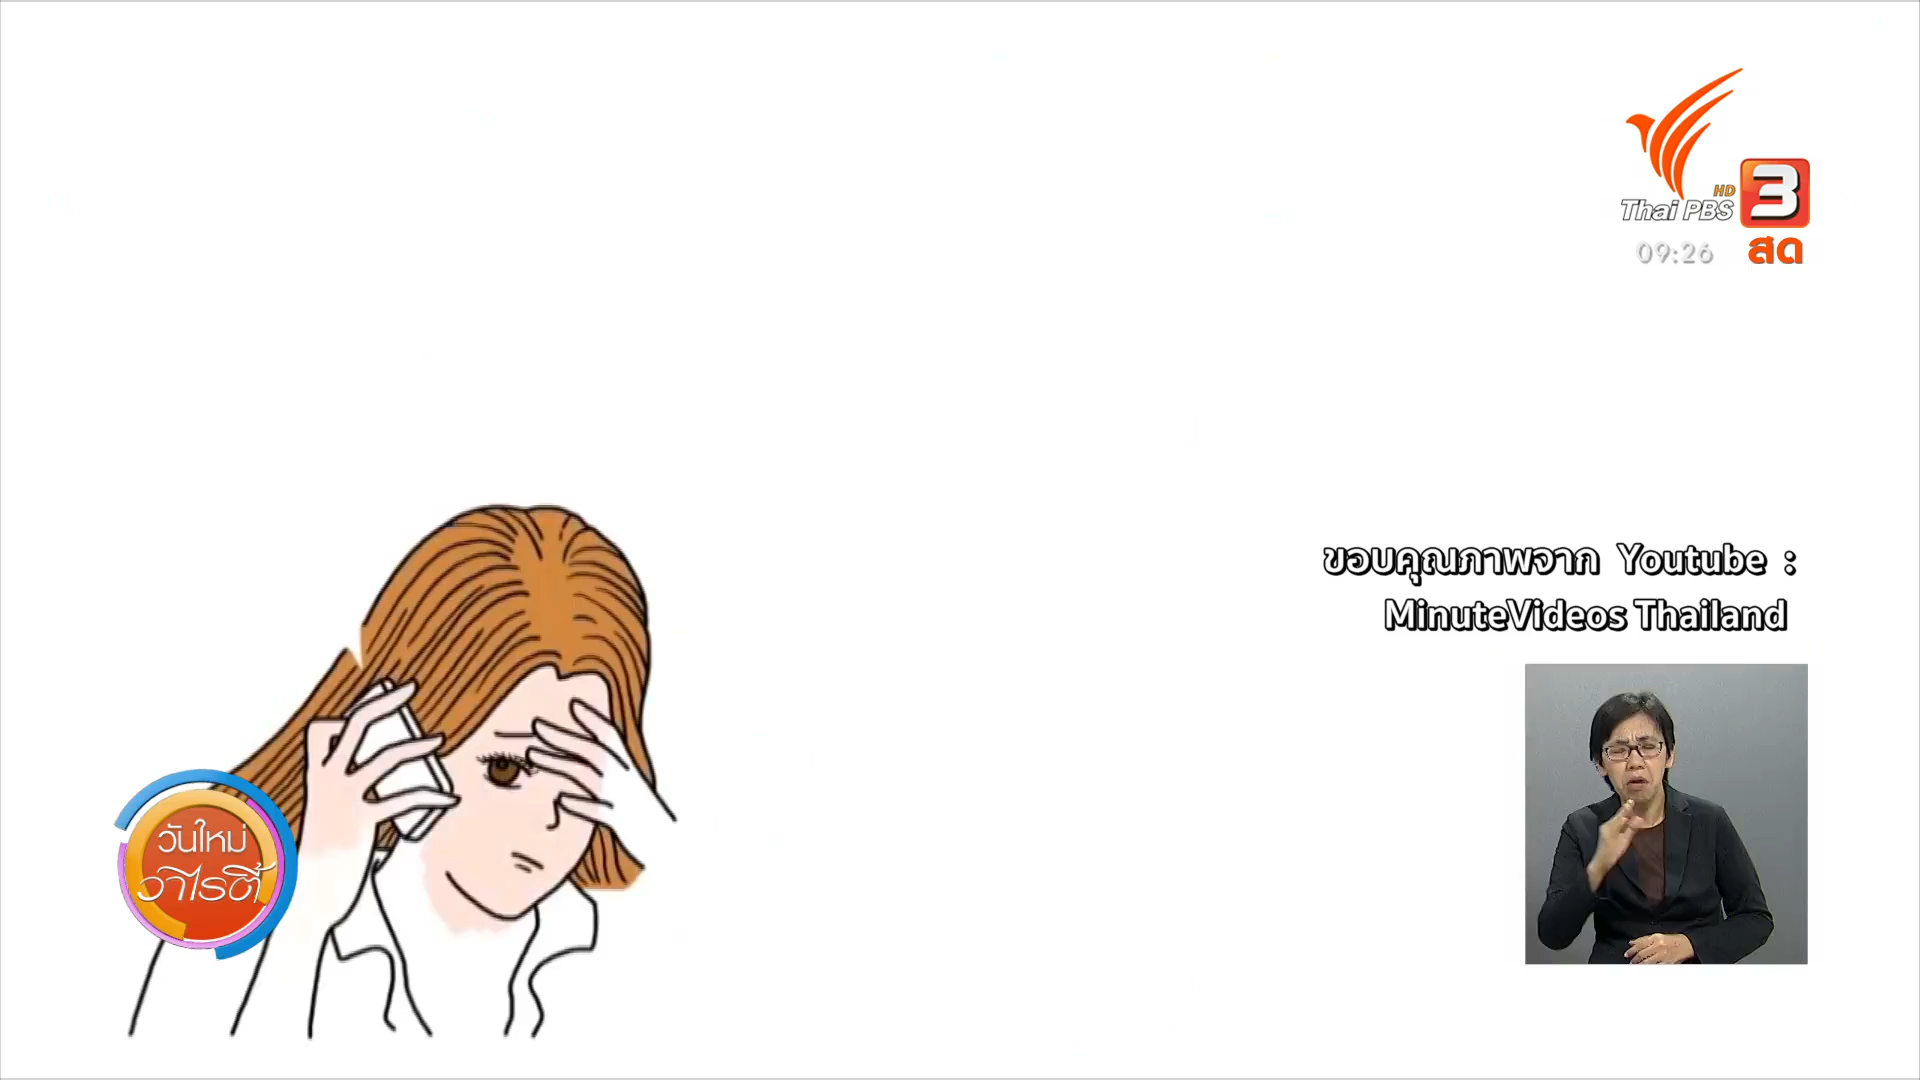 HD
Thai PBS 3
09:26 สด
ขอบคุณภาพจาก Youtube :
MinuteVideos Thailand
วันใหม่
วาไรตี้